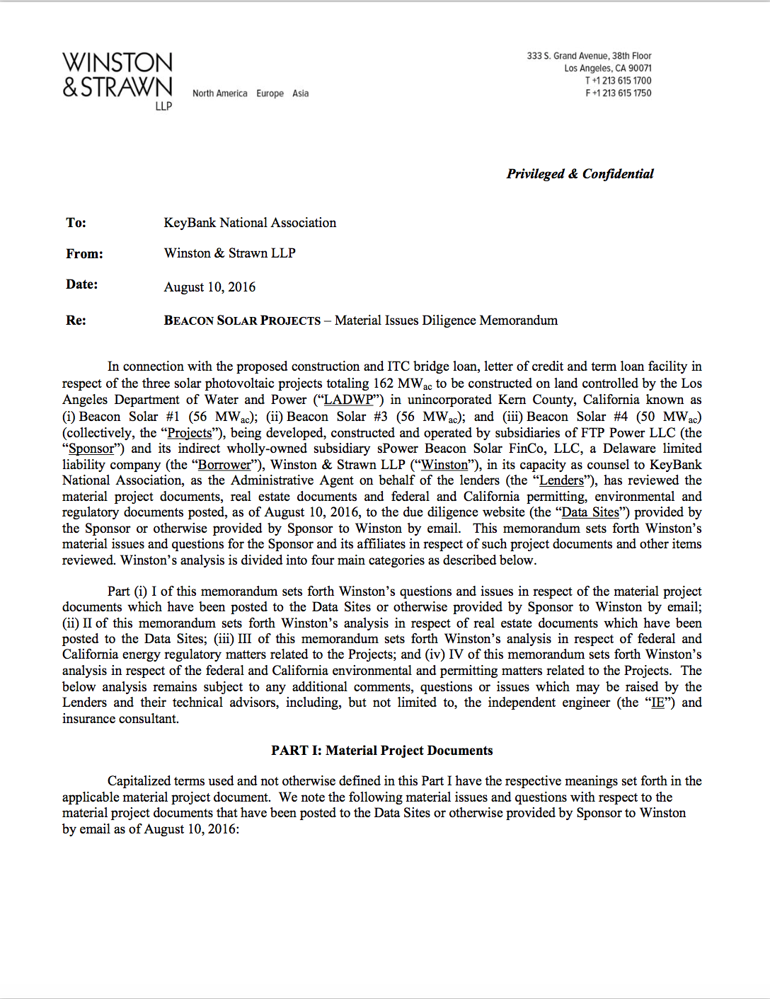 WINSTON
& STRAWN
LLP
North America Europe Asia
333 S. Grand Avenue, 38th Floor
Los Angeles, CA 90071
T +1 213 615 1700
F +1 213 615 1750
Privileged & Confidential
To: KeyBank National Association
From: Winston & Strawn LLP
Date: August 10, 2016
Re: BEACON SOLAR PROJECTS – Material Issues Diligence Memorandum
In connection with the proposed construction and ITC bridge loan, letter of credit and term loan facility in
respect of the three solar photovoltaic projects totaling 162 MWac to be constructed on land controlled by the Los
Angeles Department of Water and Power (“LADWP”) in unincorporated Kern County, California known as
(i) Beacon Solar #1 (56 MWac); (ii) Beacon Solar #3 (56 MWac); and (iii) Beacon Solar #4 (50 MWac)
(collectively, the “Projects”), being developed, constructed and operated by subsidiaries of FTP Power LLC (the
“Sponsor”) and its indirect wholly-owned subsidiary sPower Beacon Solar FinCo, LLC, a Delaware limited
liability company (the “Borrower”), Winston & Strawn LLP (“Winston”), in its capacity as counsel to KeyBank
National Association, as the Administrative Agent on behalf of the lenders (the “Lenders”), has reviewed the
material project documents, real estate documents and federal and California permitting, environmental and
regulatory documents posted, as of August 10, 2016, to the due diligence website (the “Data Sites”) provided by
the Sponsor or otherwise provided by Sponsor to Winston by email. This memorandum sets forth Winston’s
material issues and questions for the Sponsor and its affiliates in respect of such project documents and other items
reviewed. Winston’s analysis is divided into four main categories as described below.
Part (i) I of this memorandum sets forth Winston’s questions and issues in respect of the material project
documents which have been posted to the Data Sites or otherwise provided by Sponsor to Winston by email;
(ii) II of this memorandum sets forth Winston’s analysis in respect of real estate documents which have been
posted to the Data Sites; (iii) III of this memorandum sets forth Winston’s analysis in respect of federal and
California energy regulatory matters related to the Projects; and (iv) IV of this memorandum sets forth Winston’s
analysis in respect of the federal and California environmental and permitting matters related to the Projects. The
below analysis remains subject to any additional comments, questions or issues which may be raised by the
Lenders and their technical advisors, including, but not limited to, the independent engineer (the “IE”) and
insurance consultant.
PART I: Material Project Documents
Capitalized terms used and not otherwise defined in this Part I have the respective meanings set forth in the
applicable material project document. We note the following material issues and questions with respect to the
material project documents that have been posted to the Data Sites or otherwise provided by Sponsor to Winston
by email as of August 10, 2016: